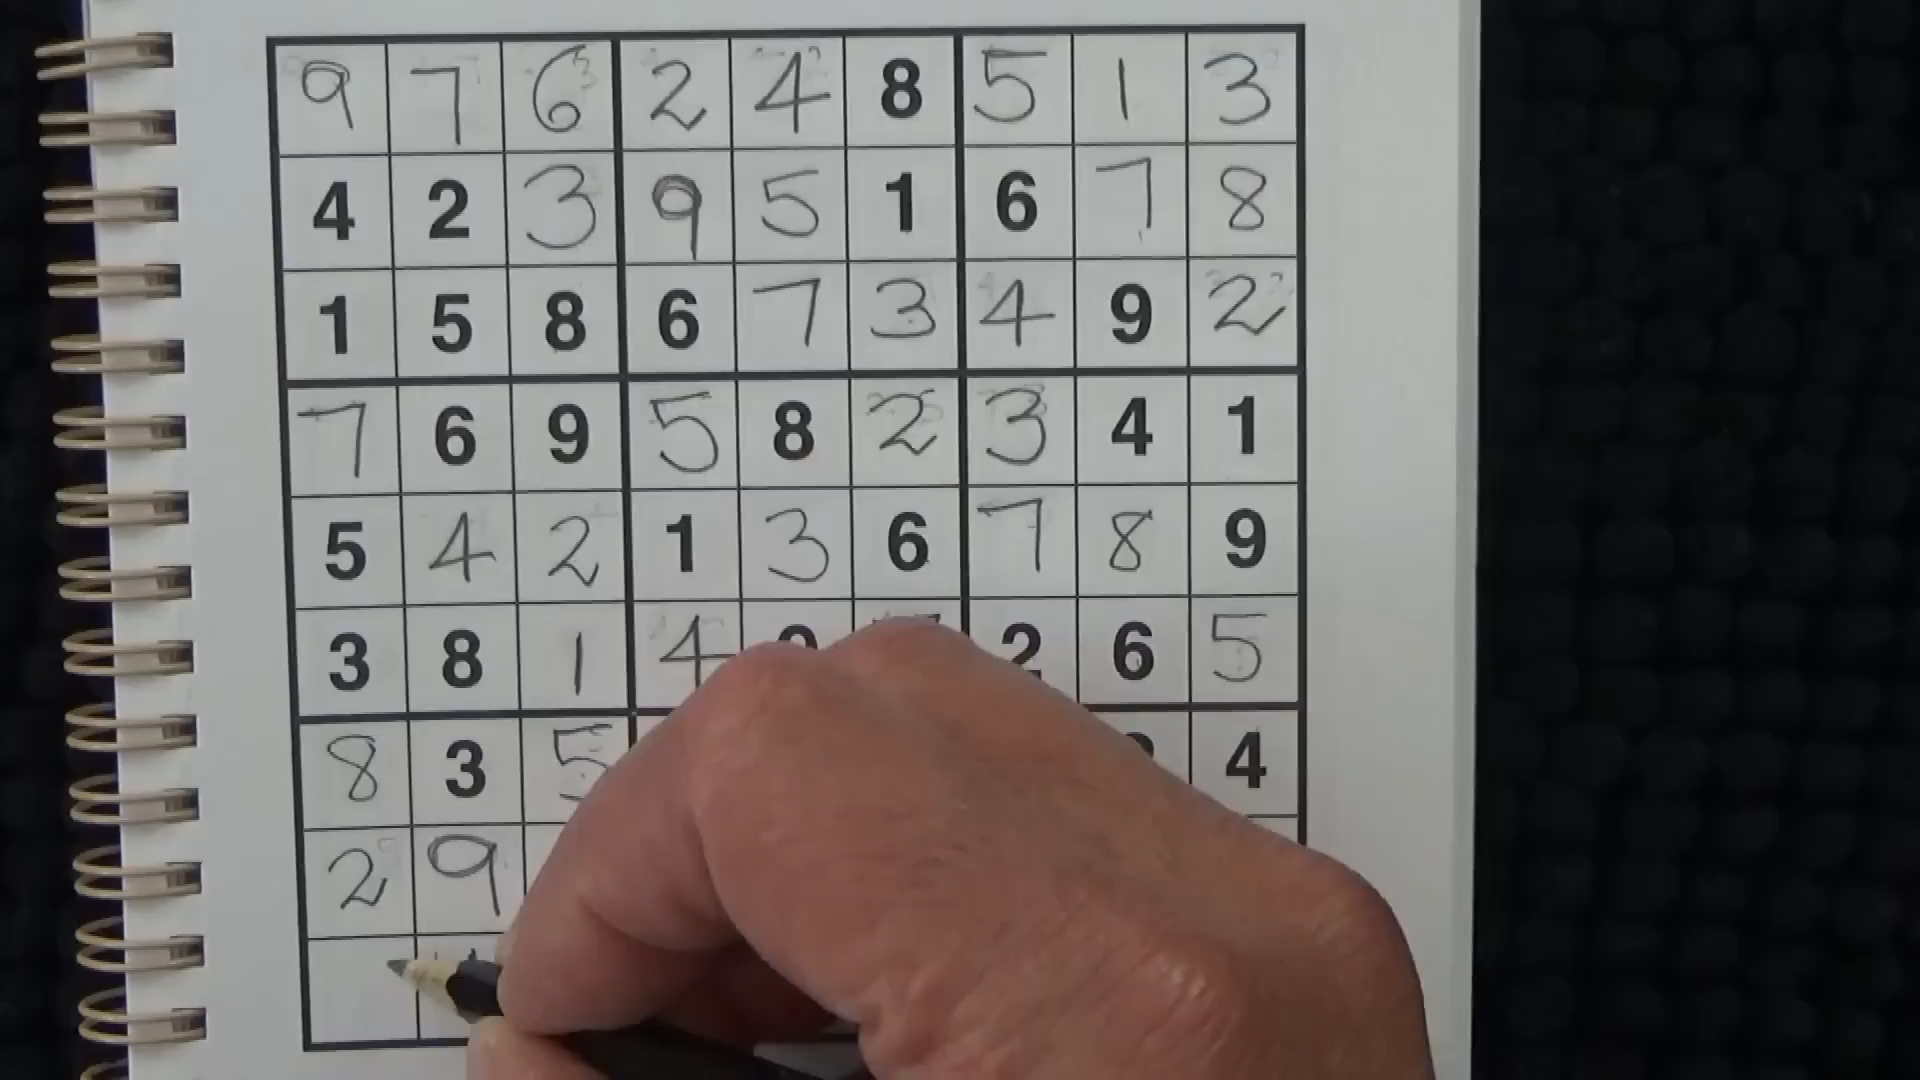 9 7 6 2 4 8 5 1 3
4 2 3 9 5 1 6 7 8
1 5 8 6 7 3 4 9 2
7 6 9 5 8 2 3 4 1
5 4 2 1 3 6 7 8 9
3 8 1 4 2 6 5
8 3 5 4
2 9